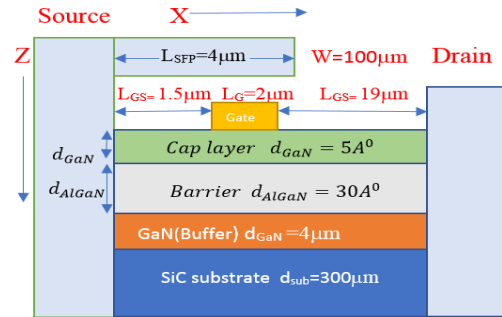 Source X
Z L_SFP=4μm W=100μm Drain
L_GS=1.5μm L_G=2μm L_GS=19μm
Gate
d_GaN Cap layer d_GaN = 5A⁰
d_AlGaN Barrier d_AlGaN = 30A⁰
GaN(Buffer) d_GaN=4μm
SiC substrate d_sub=300μm